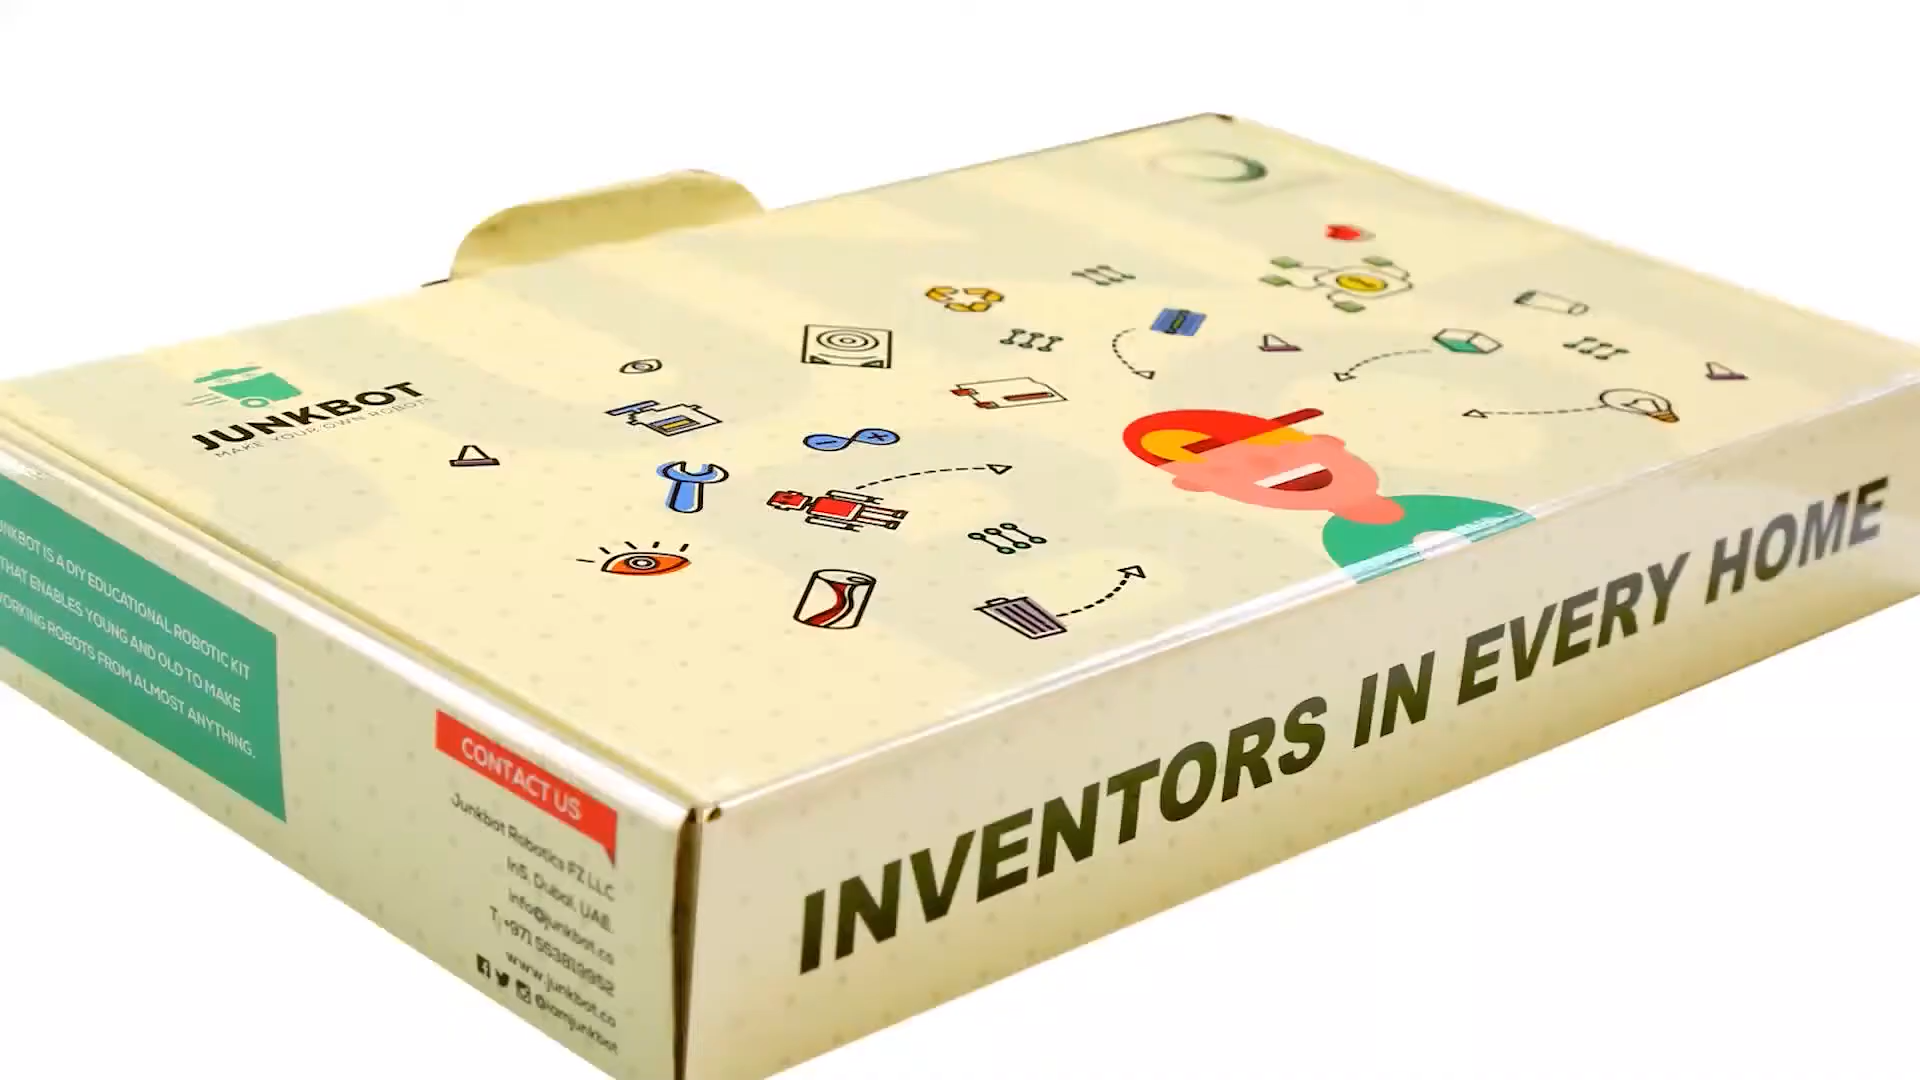 JUNKBOT
MAKE YOUR OWN ROBOT!
JUNKBOT IS A DIY EDUCATIONAL ROBOTIC KIT
THAT ENABLES YOUNG AND OLD TO MAKE
WORKING ROBOTS FROM ALMOST ANYTHING.
CONTACT US
Junkbot Robotics FZ LLC
In5, Dubai, UAE.
info@junkbot.co
T: +971 553819952
www.junkbot.co
@iamjunkbot
INVENTORS IN EVERY HOME